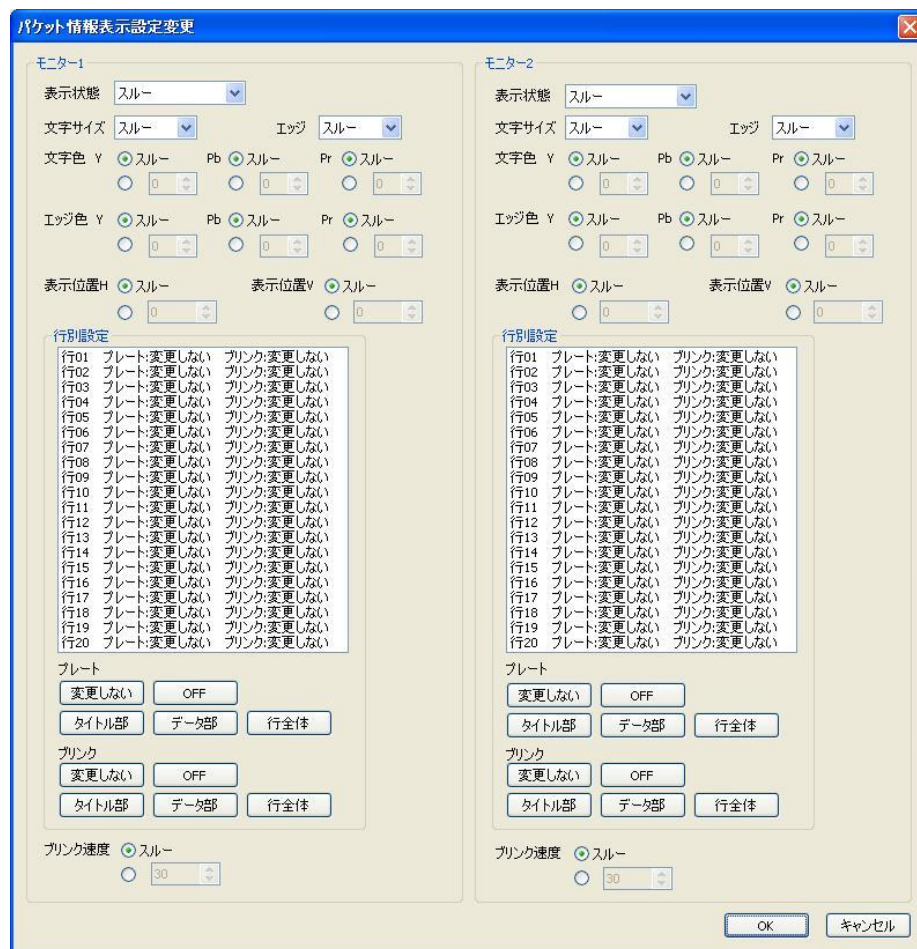 パケット情報表示設定変更
モニター1
表示状態 スルー
文字サイズ スルー エッジ スルー
文字色 Y スルー Pb スルー Pr スルー
0 0 0
エッジ色 Y スルー Pb スルー Pr スルー
0 0 0
表示位置H スルー 表示位置V スルー
0 0
行別設定
行01 プレート:変更しない ブリンク:変更しない
行02 プレート:変更しない ブリンク:変更しない
行03 プレート:変更しない ブリンク:変更しない
行04 プレート:変更しない ブリンク:変更しない
行05 プレート:変更しない ブリンク:変更しない
行06 プレート:変更しない ブリンク:変更しない
行07 プレート:変更しない ブリンク:変更しない
行08 プレート:変更しない ブリンク:変更しない
行09 プレート:変更しない ブリンク:変更しない
行10 プレート:変更しない ブリンク:変更しない
行11 プレート:変更しない ブリンク:変更しない
行12 プレート:変更しない ブリンク:変更しない
行13 プレート:変更しない ブリンク:変更しない
行14 プレート:変更しない ブリンク:変更しない
行15 プレート:変更しない ブリンク:変更しない
行16 プレート:変更しない ブリンク:変更しない
行17 プレート:変更しない ブリンク:変更しない
行18 プレート:変更しない ブリンク:変更しない
行19 プレート:変更しない ブリンク:変更しない
行20 プレート:変更しない ブリンク:変更しない
プレート
変更しない OFF
タイトル部 データ部 行全体
ブリンク
変更しない OFF
タイトル部 データ部 行全体
ブリンク速度 スルー
30
モニター2
表示状態 スルー
文字サイズ スルー エッジ スルー
文字色 Y スルー Pb スルー Pr スルー
0 0 0
エッジ色 Y スルー Pb スルー Pr スルー
0 0 0
表示位置H スルー 表示位置V スルー
0 0
行別設定
行01 プレート:変更しない ブリンク:変更しない
行02 プレート:変更しない ブリンク:変更しない
行03 プレート:変更しない ブリンク:変更しない
行04 プレート:変更しない ブリンク:変更しない
行05 プレート:変更しない ブリンク:変更しない
行06 プレート:変更しない ブリンク:変更しない
行07 プレート:変更しない ブリンク:変更しない
行08 プレート:変更しない ブリンク:変更しない
行09 プレート:変更しない ブリンク:変更しない
行10 プレート:変更しない ブリンク:変更しない
行11 プレート:変更しない ブリンク:変更しない
行12 プレート:変更しない ブリンク:変更しない
行13 プレート:変更しない ブリンク:変更しない
行14 プレート:変更しない ブリンク:変更しない
行15 プレート:変更しない ブリンク:変更しない
行16 プレート:変更しない ブリンク:変更しない
行17 プレート:変更しない ブリンク:変更しない
行18 プレート:変更しない ブリンク:変更しない
行19 プレート:変更しない ブリンク:変更しない
行20 プレート:変更しない ブリンク:変更しない
プレート
変更しない OFF
タイトル部 データ部 行全体
ブリンク
変更しない OFF
タイトル部 データ部 行全体
ブリンク速度 スルー
30
OK キャンセル